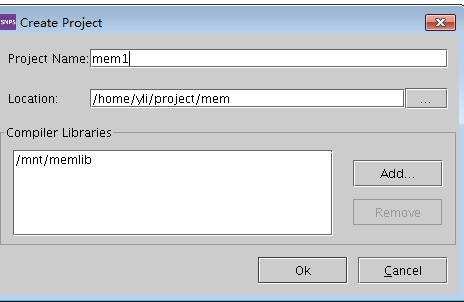 SNPS Create Project
Project Name: mem1
Location: /home/yli/project/mem ...
Compiler Libraries
/mnt/memlib
Add...
Remove
Ok Cancel